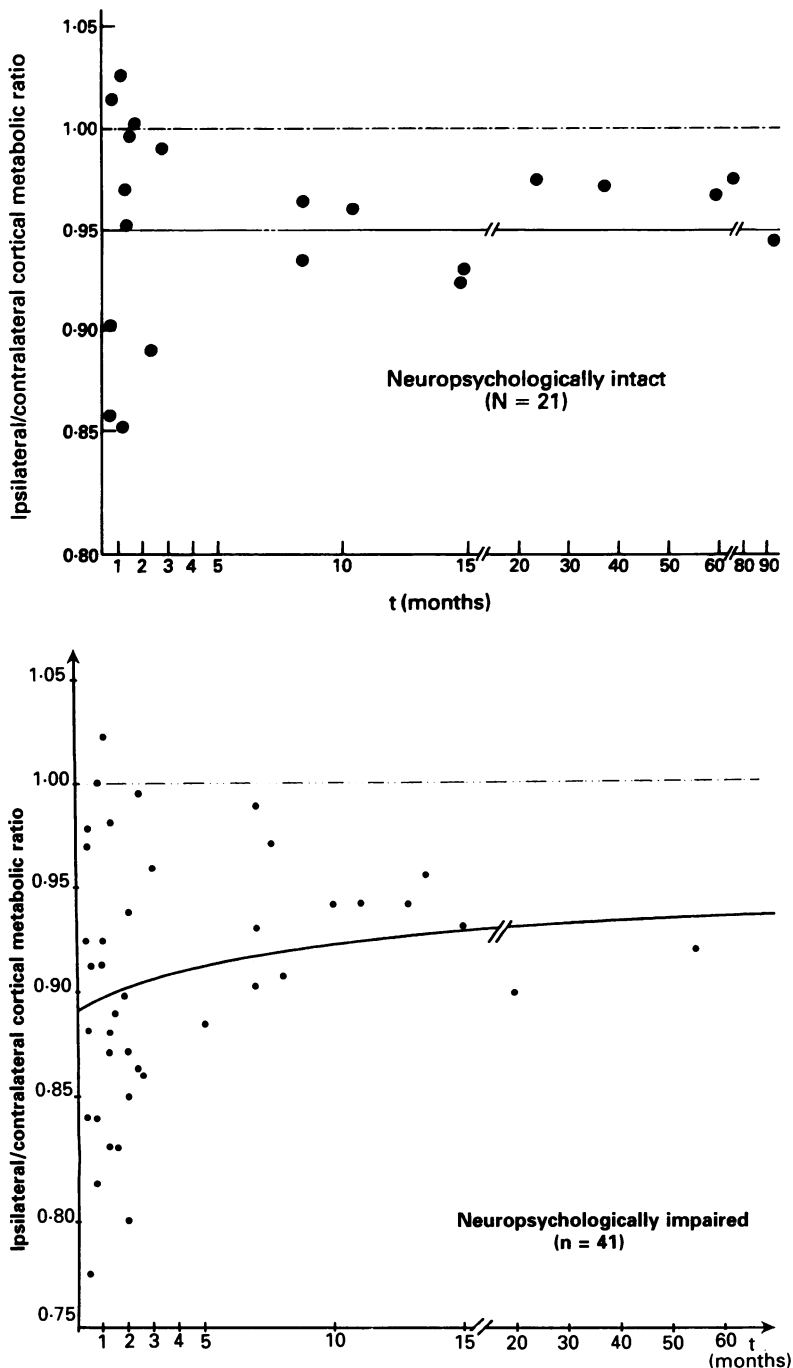 Ipsilateral/contralateral cortical metabolic ratio
1·05
1·00
0·95
0·90
0·85
0·80
Neuropsychologically intact
(N = 21)
1 2 3 4 5 10 15 20 30 40 50 60 80 90
t (months)
Ipsilateral/contralateral cortical metabolic ratio
1·05
1·00
0·95
0·90
0·85
0·80
0·75
Neuropsychologically impaired
(n = 41)
1 2 3 4 5 10 15 20 30 40 50 60 t
(months)